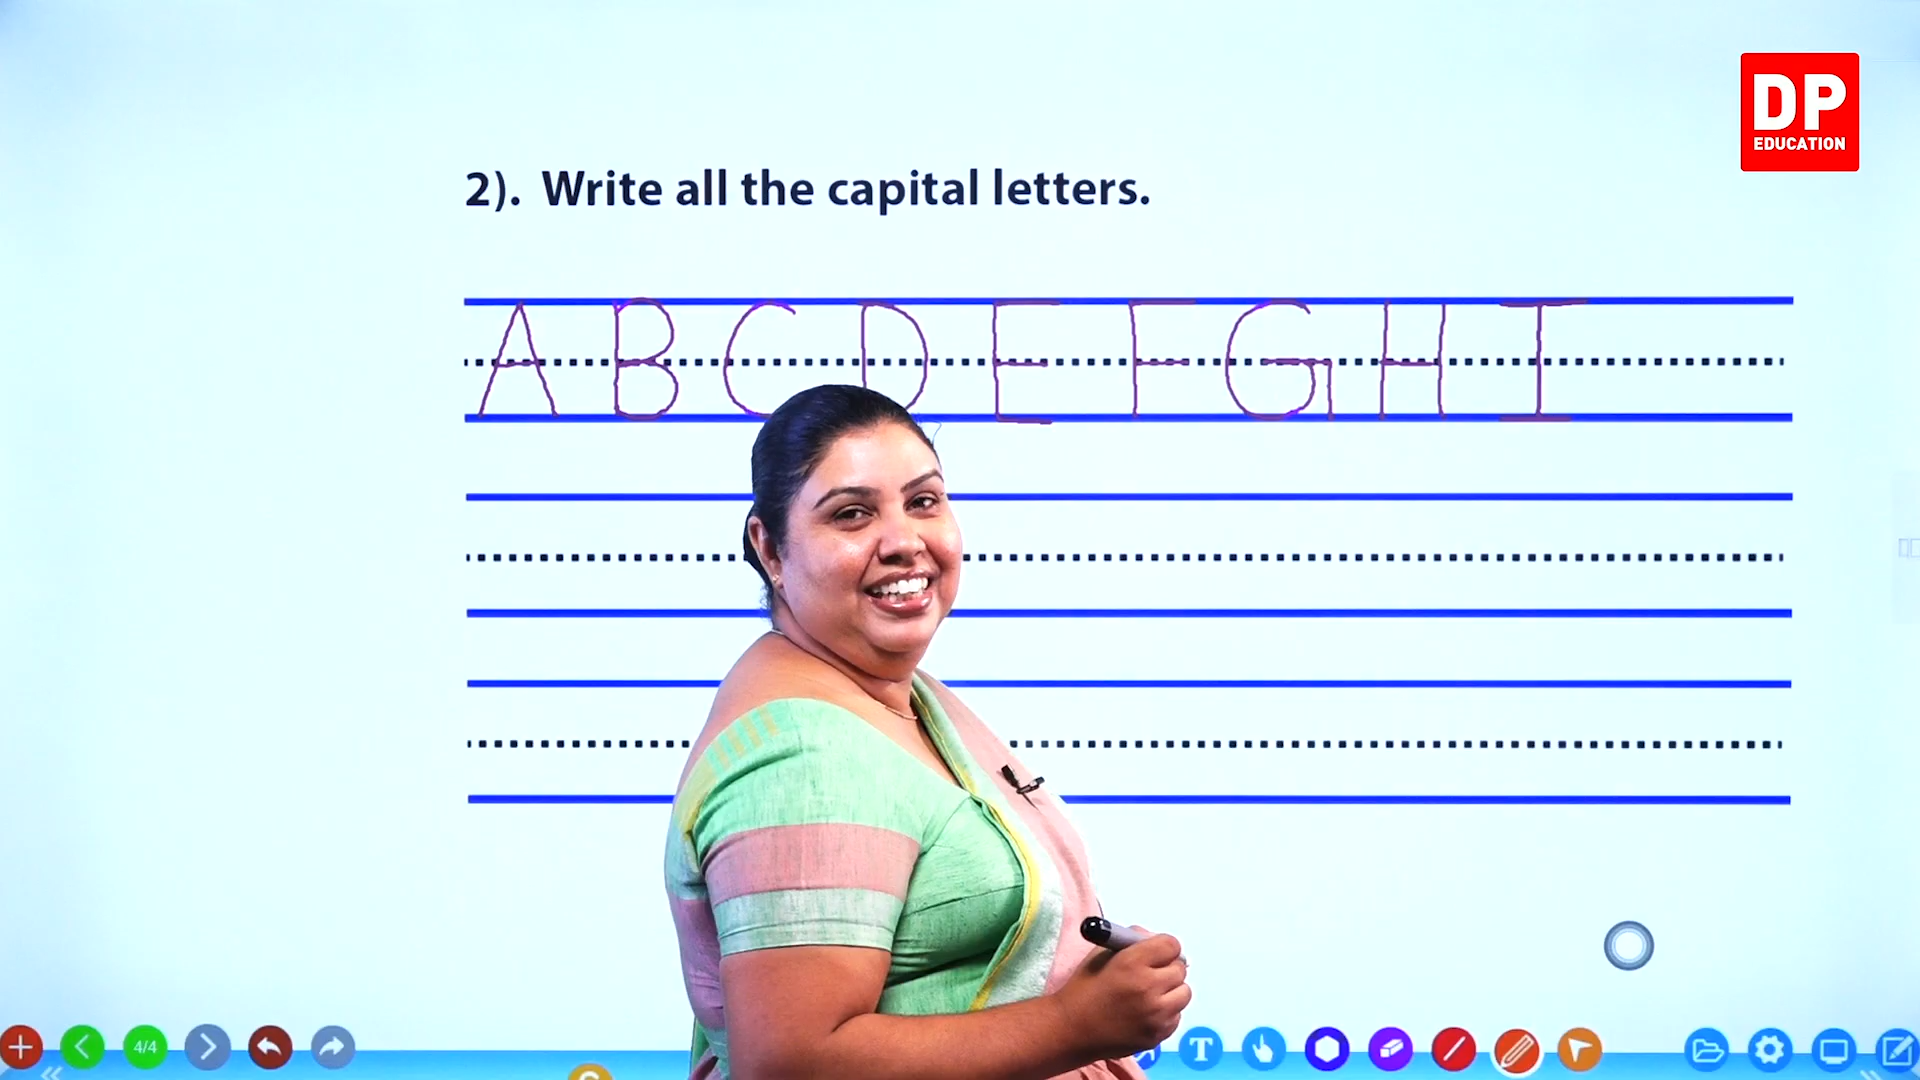 DP
EDUCATION
2). Write all the capital letters.
A B C D E F G H I
4/4
T